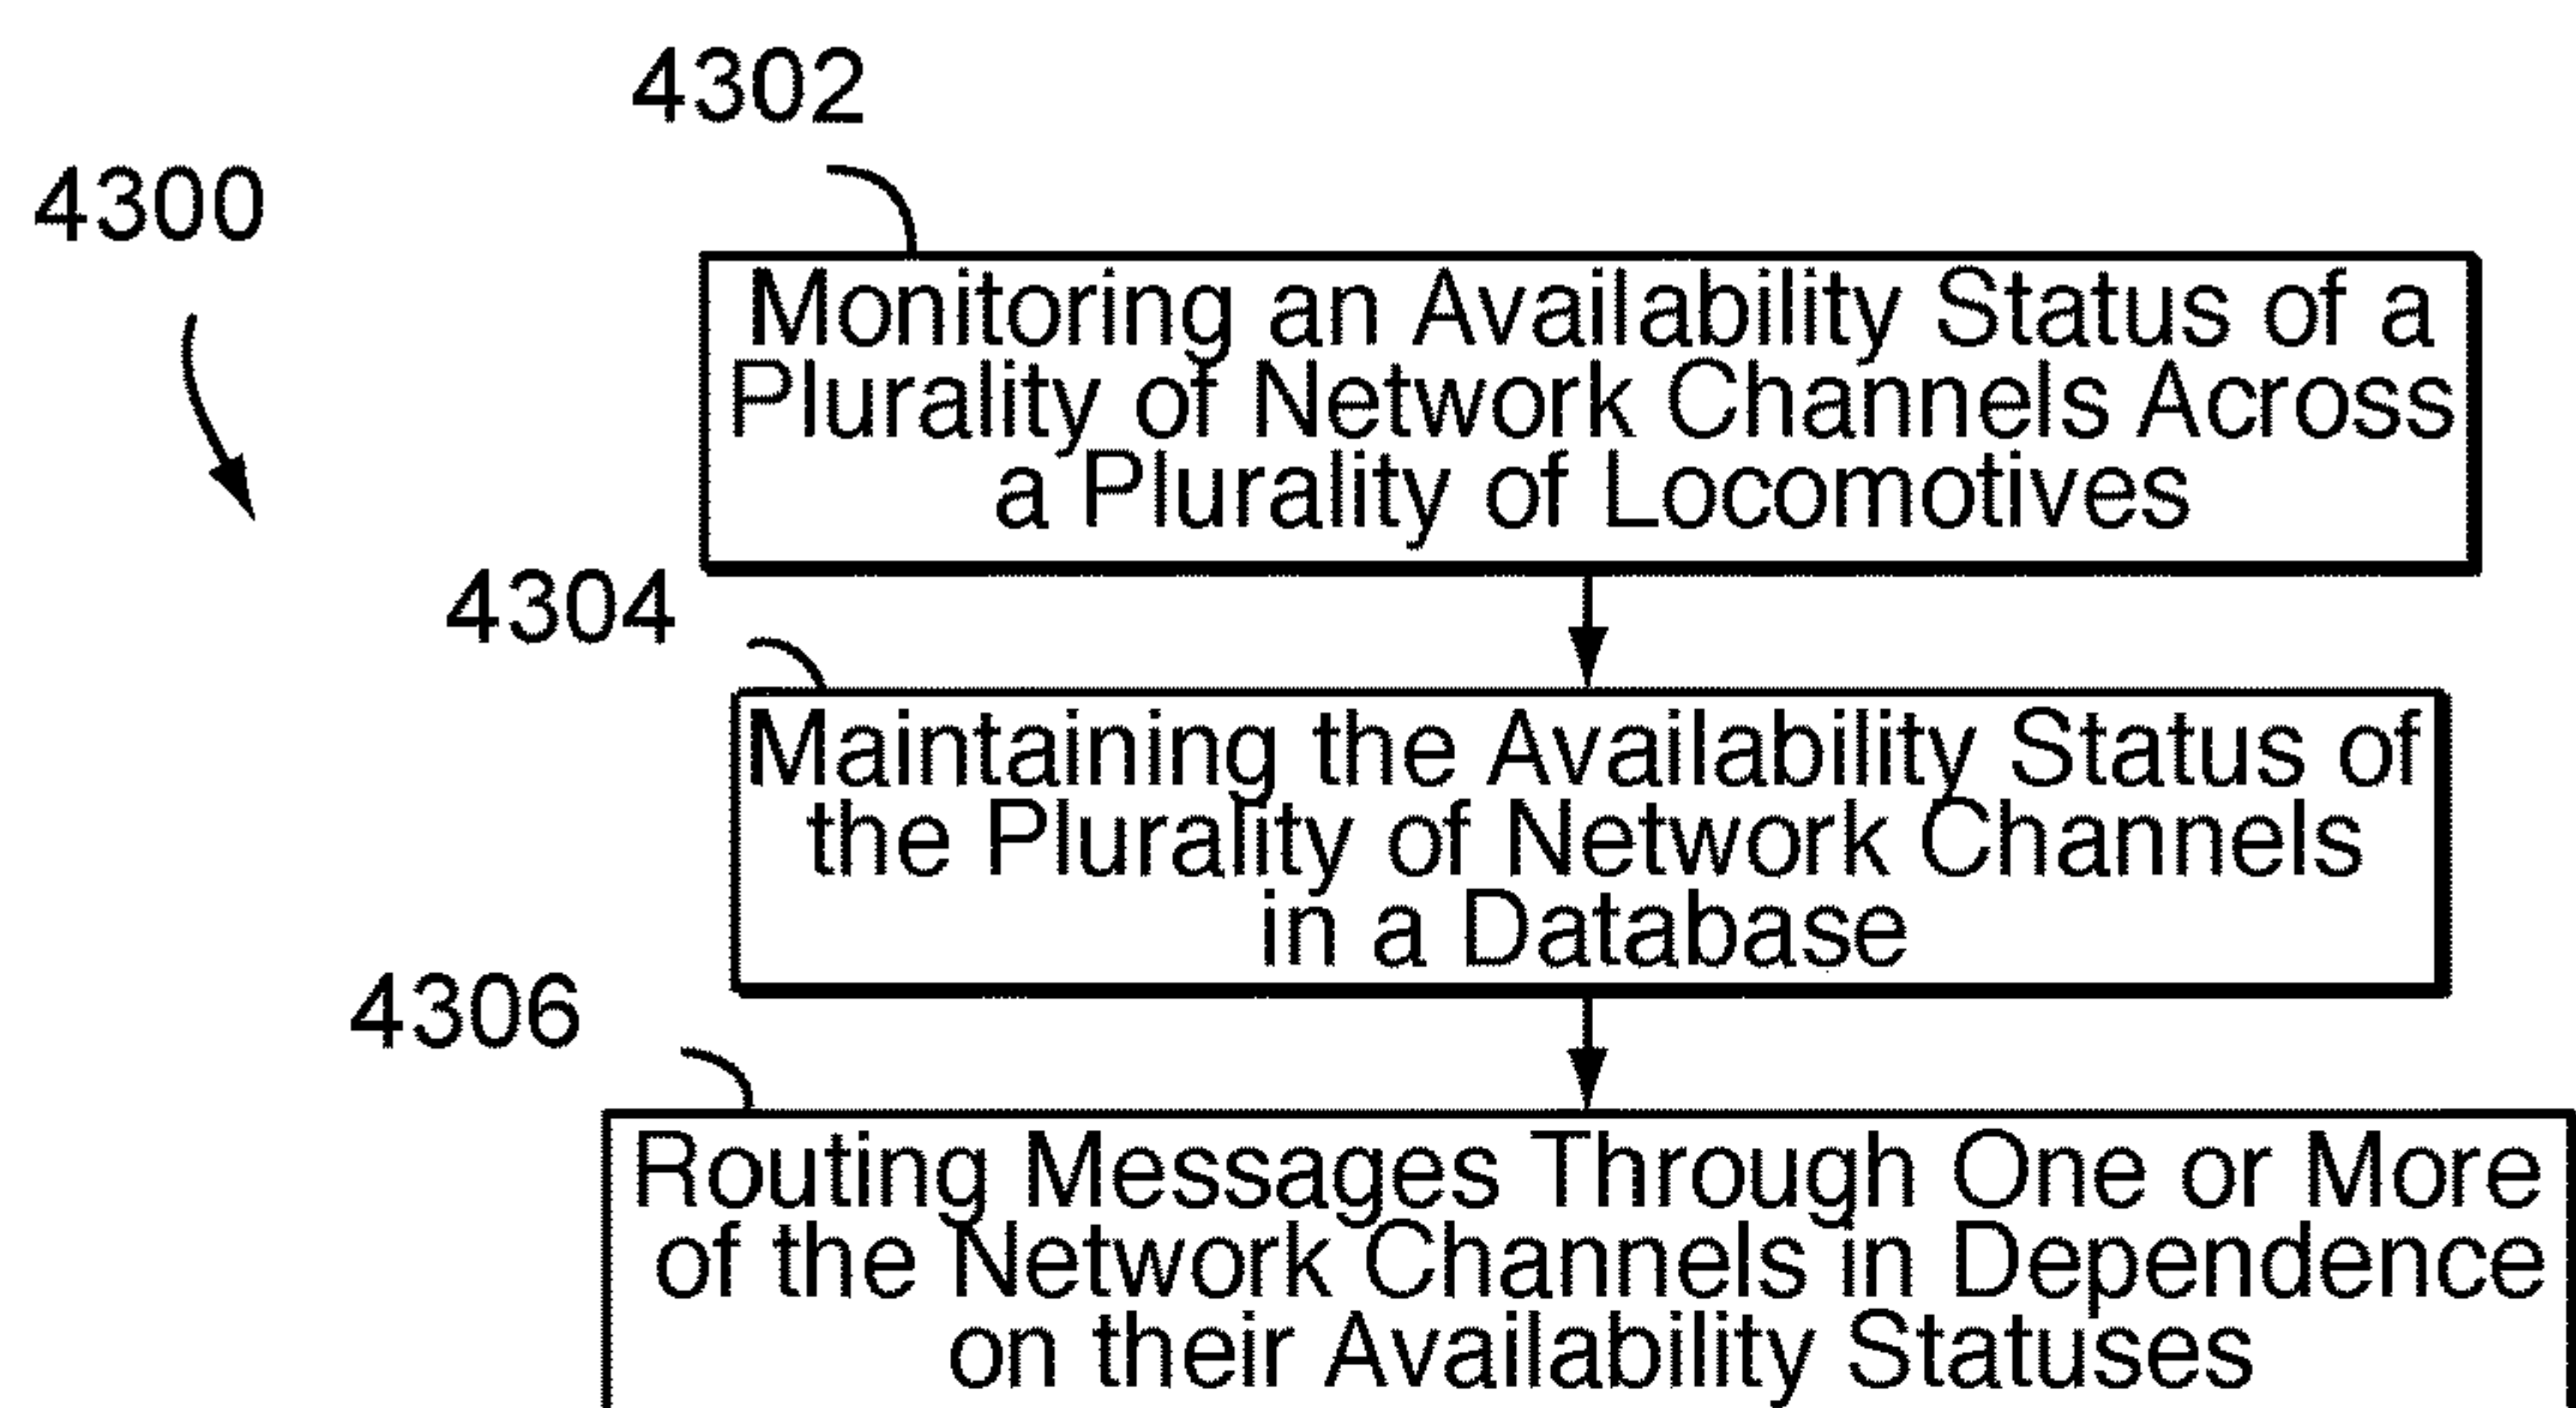 4302
4300
Monitoring an Availability Status of a
Plurality of Network Channels Across
a Plurality of Locomotives
4304
Maintaining the Availability Status of
the Plurality of Network Channels
in a Database
4306
Routing Messages Through One or More
of the Network Channels in Dependence
on their Availability Statuses